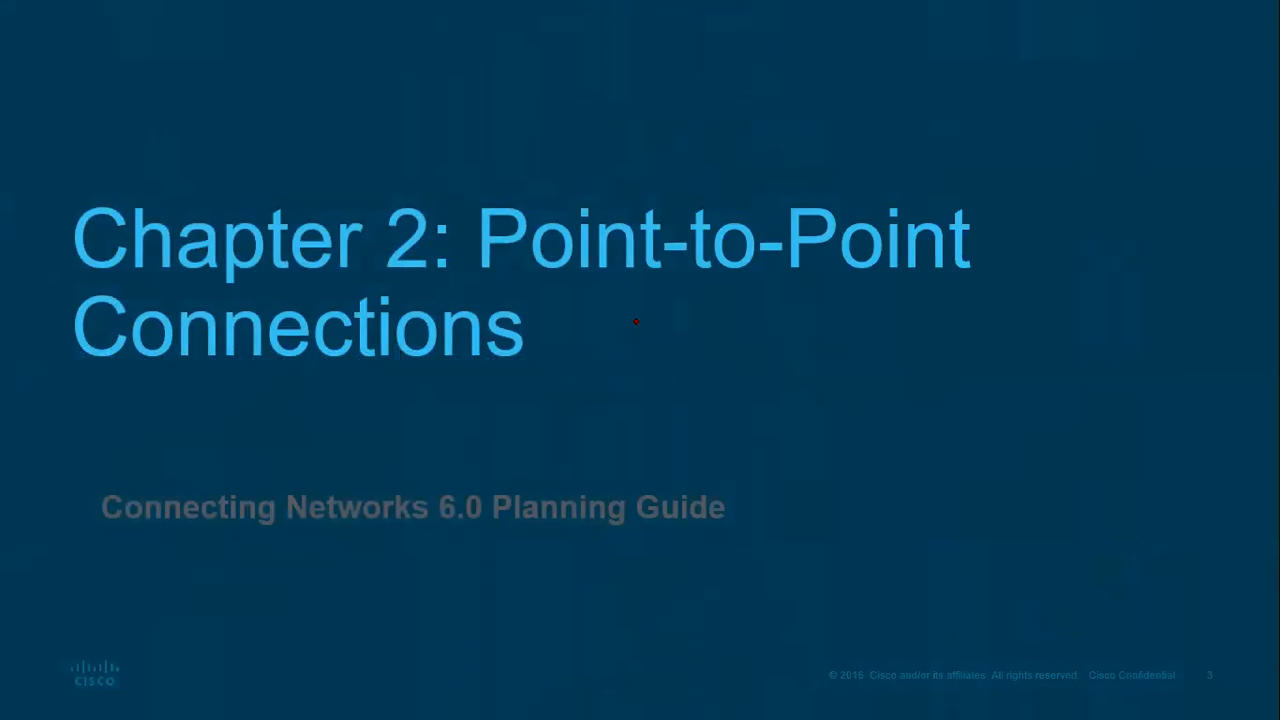 Chapter 2: Point-to-Point
Connections
Connecting Networks 6.0 Planning Guide
CISCO
© 2016 Cisco and/or its affiliates. All rights reserved. Cisco Confidential 3